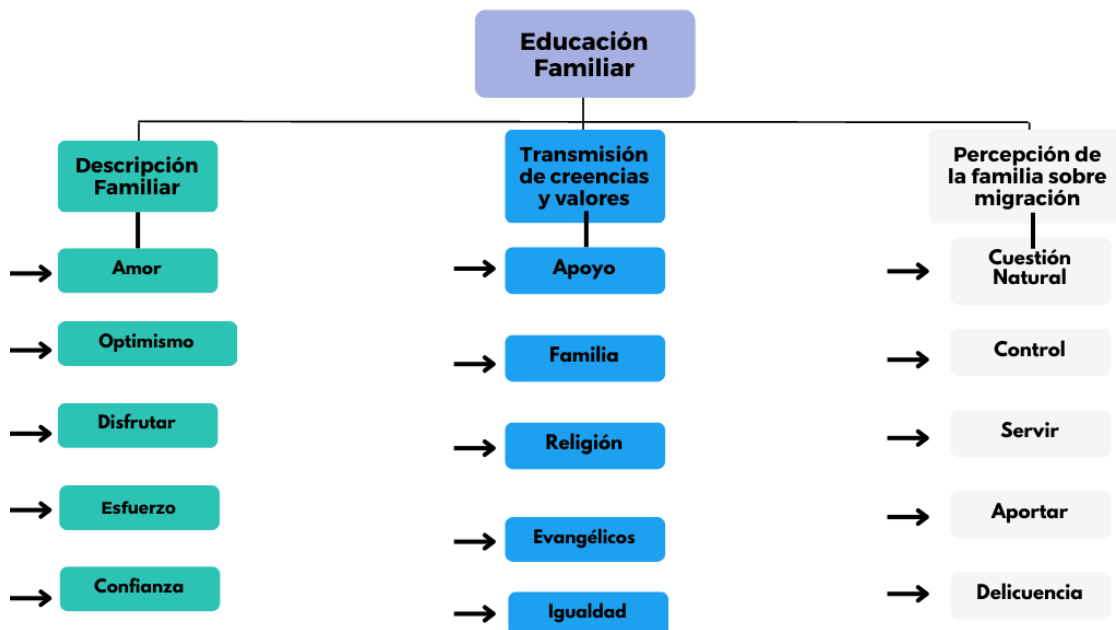 Educación
Familiar
Descripción
Familiar
Amor
Optimismo
Disfrutar
Esfuerzo
Confianza
Transmisión
de creencias
y valores
Apoyo
Familia
Religión
Evangélicos
Igualdad
Percepción de
la familia sobre
migración
Cuestión
Natural
Control
Servir
Aportar
Delicuencia